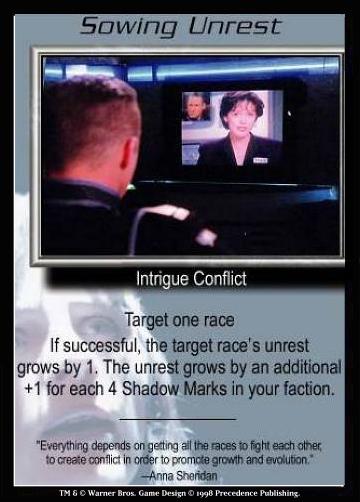 Sowing Unrest
Intrigue Conflict
Target one race
If successful, the target race's unrest
grows by 1. The unrest grows by an additional
+1 for each 4 Shadow Marks in your faction.
"Everything depends on getting all the races to fight each other,
to create conflict in order to promote growth and evolution."
—Anna Sheridan
TM & © Warner Bros. Game Design © 1998 Precedence Publishing.